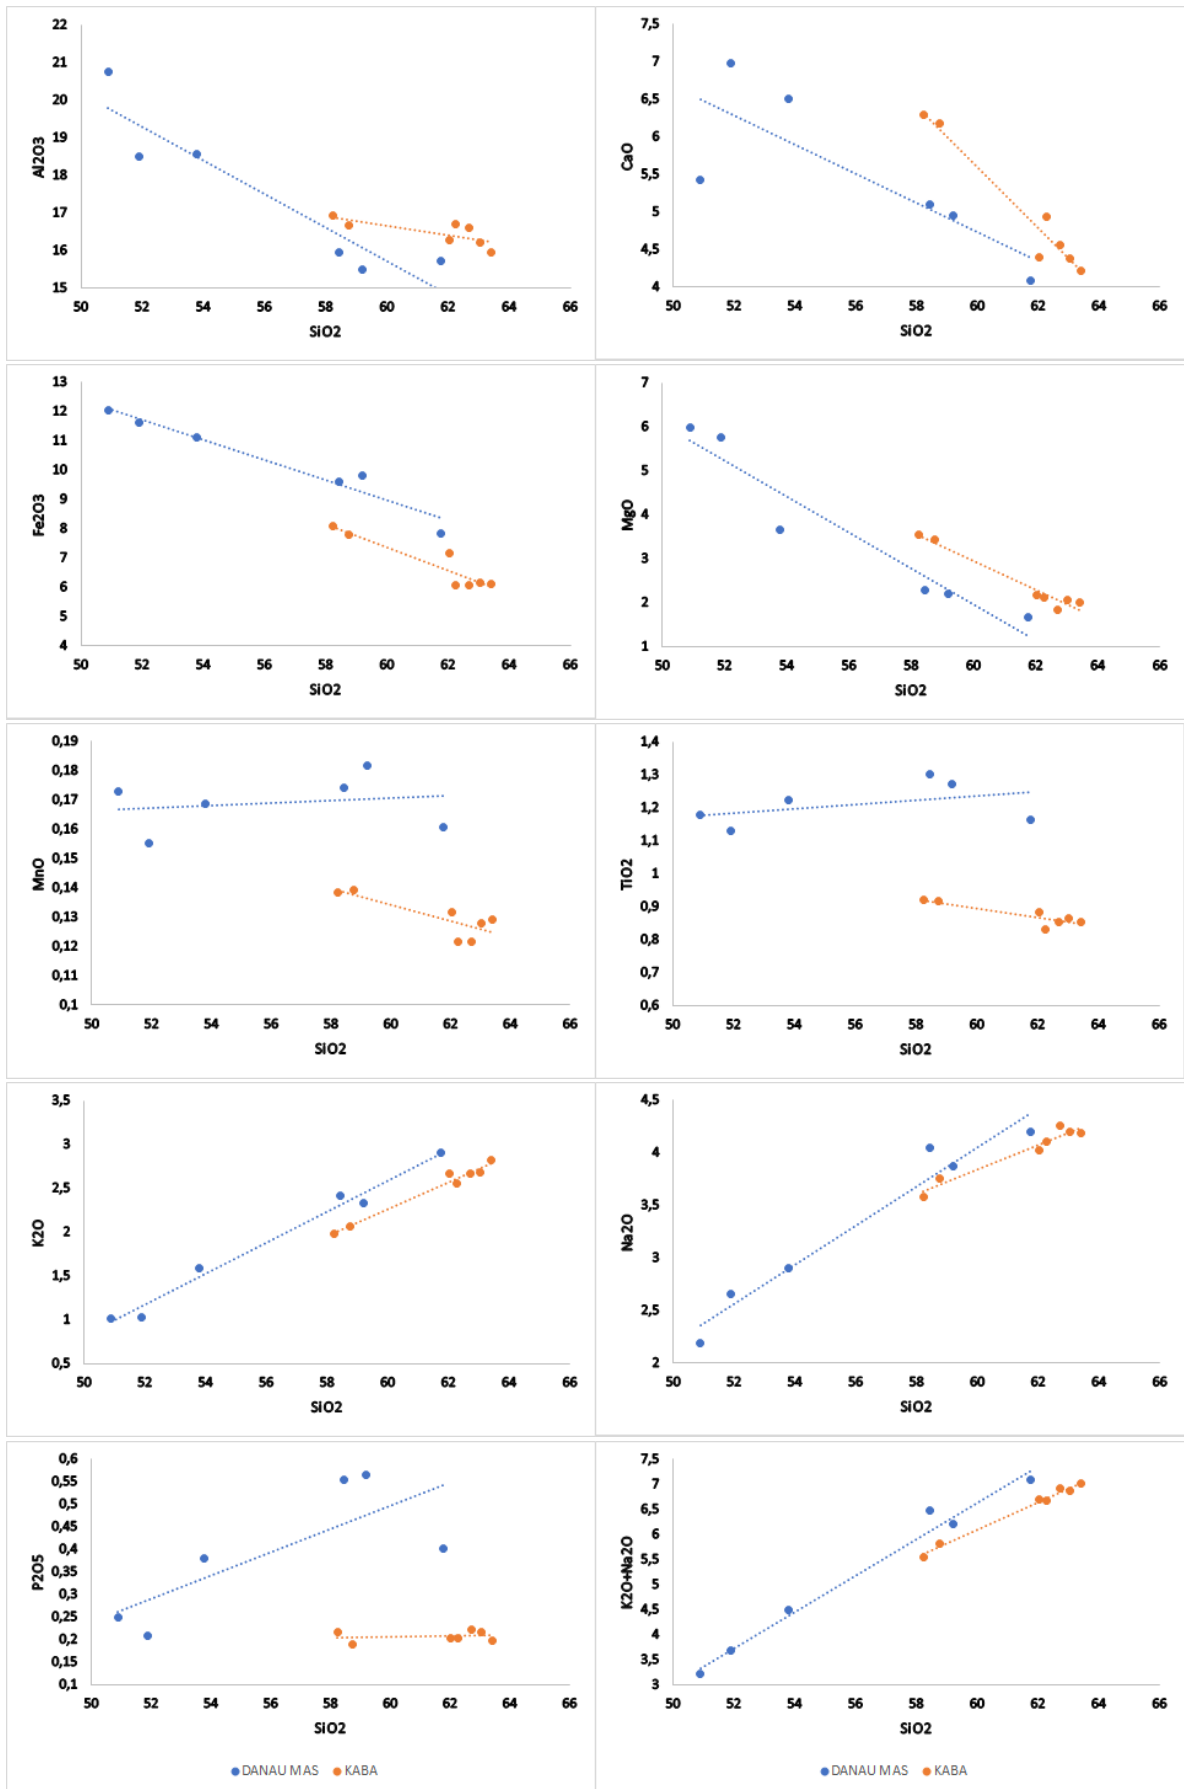 22
21
20
19
18
17
16
15
Al2O3
50 52 54 56 58 60 62 64 66
SiO2
7,5
7
6,5
6
5,5
5
4,5
4
CaO
50 52 54 56 58 60 62 64 66
SiO2
13
12
11
10
9
8
7
6
5
4
Fe2O3
50 52 54 56 58 60 62 64 66
SiO2
7
6
5
4
3
2
1
MgO
50 52 54 56 58 60 62 64 66
SiO2
0,19
0,18
0,17
0,16
0,15
0,14
0,13
0,12
0,11
0,1
MnO
50 52 54 56 58 60 62 64 66
SiO2
1,4
1,3
1,2
1,1
1
0,9
0,8
0,7
0,6
TiO2
50 52 54 56 58 60 62 64 66
SiO2
3,5
3
2,5
2
1,5
1
0,5
K2O
50 52 54 56 58 60 62 64 66
SiO2
4,5
4
3,5
3
2,5
2
Na2O
50 52 54 56 58 60 62 64 66
SiO2
0,6
0,55
0,5
0,45
0,4
0,35
0,3
0,25
0,2
0,15
0,1
P2O5
50 52 54 56 58 60 62 64 66
SiO2
DANAU MAS KABA
7,5
7
6,5
6
5,5
5
4,5
4
3,5
3
K2O+Na2O
50 52 54 56 58 60 62 64 66
SiO2
DANAU MAS KABA